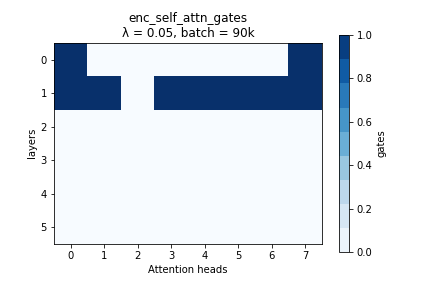 enc_self_attn_gates
λ = 0.05, batch = 90k
layers
0
1
2
3
4
5
0 1 2 3 4 5 6 7
Attention heads
1.0
0.8
0.6
0.4
0.2
0.0
gates